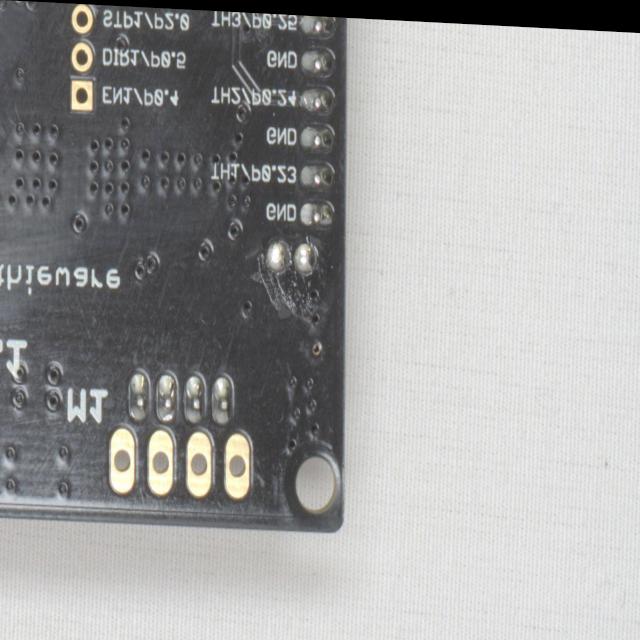 STP1/P2.0
TH3/P0.25
DIR1/P0.5
GND
EN1/P0.4
TH2/P0.24
GND
TH1/P0.23
GND
thieware
.1
M1